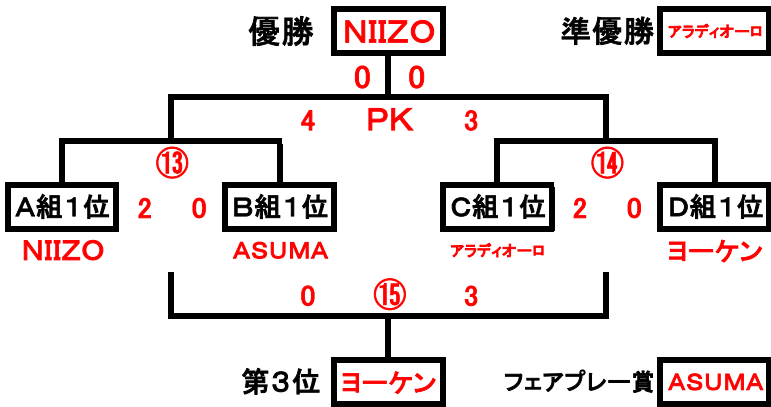 優勝 NIIZO 準優勝 アラディオーロ
0 0
4 PK 3
⑬ ⑭
A組1位 2 0 B組1位 C組1位 2 0 D組1位
NIIZO ASUMA アラディオーロ ヨーケン
0 ⑮ 3
第3位 ヨーケン フェアプレー賞 ASUMA